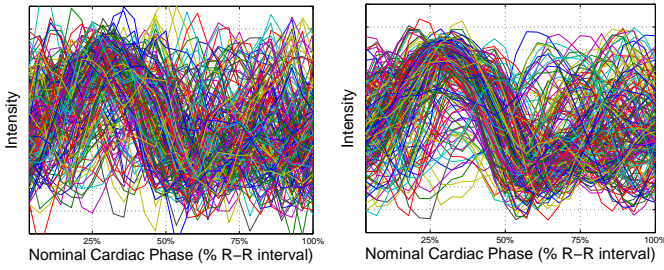 Intensity
25% 50% 75% 100%
Nominal Cardiac Phase (% R−R interval)
Intensity
25% 50% 75% 100%
Nominal Cardiac Phase (% R−R interval)